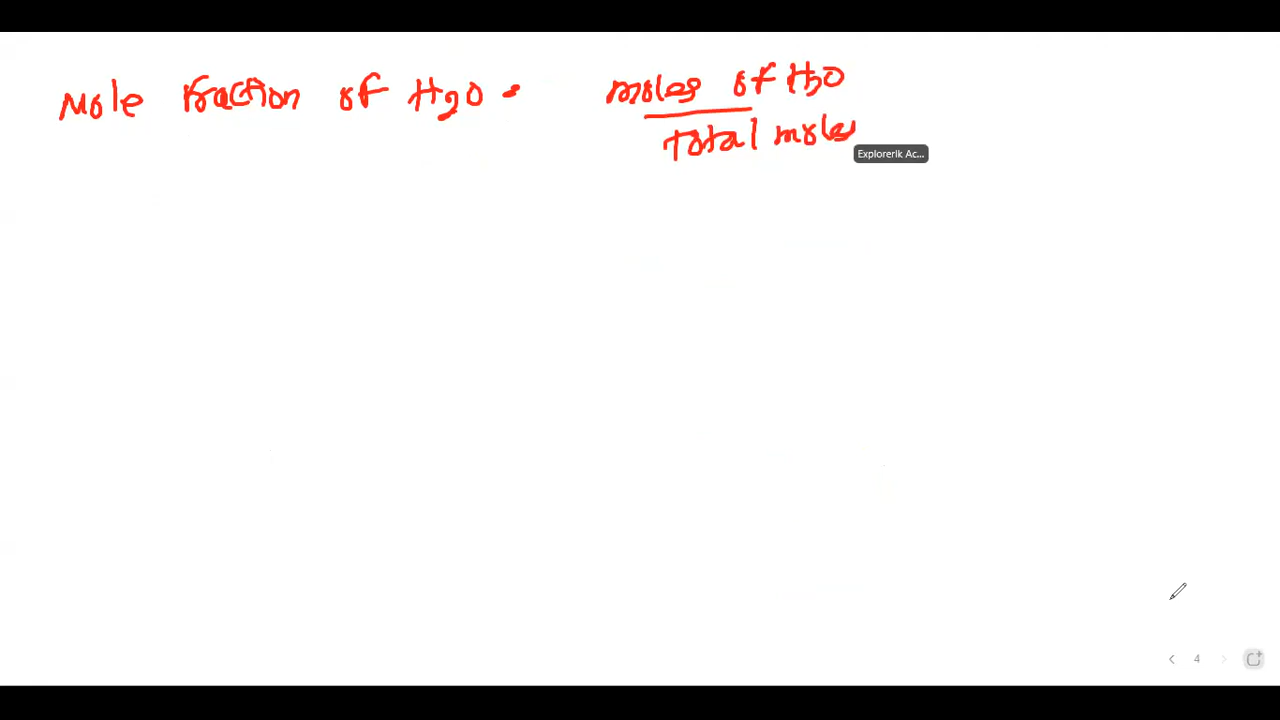 Mole fraction of H2O = moles of H2O
total moles
Explorerik Ac...
4